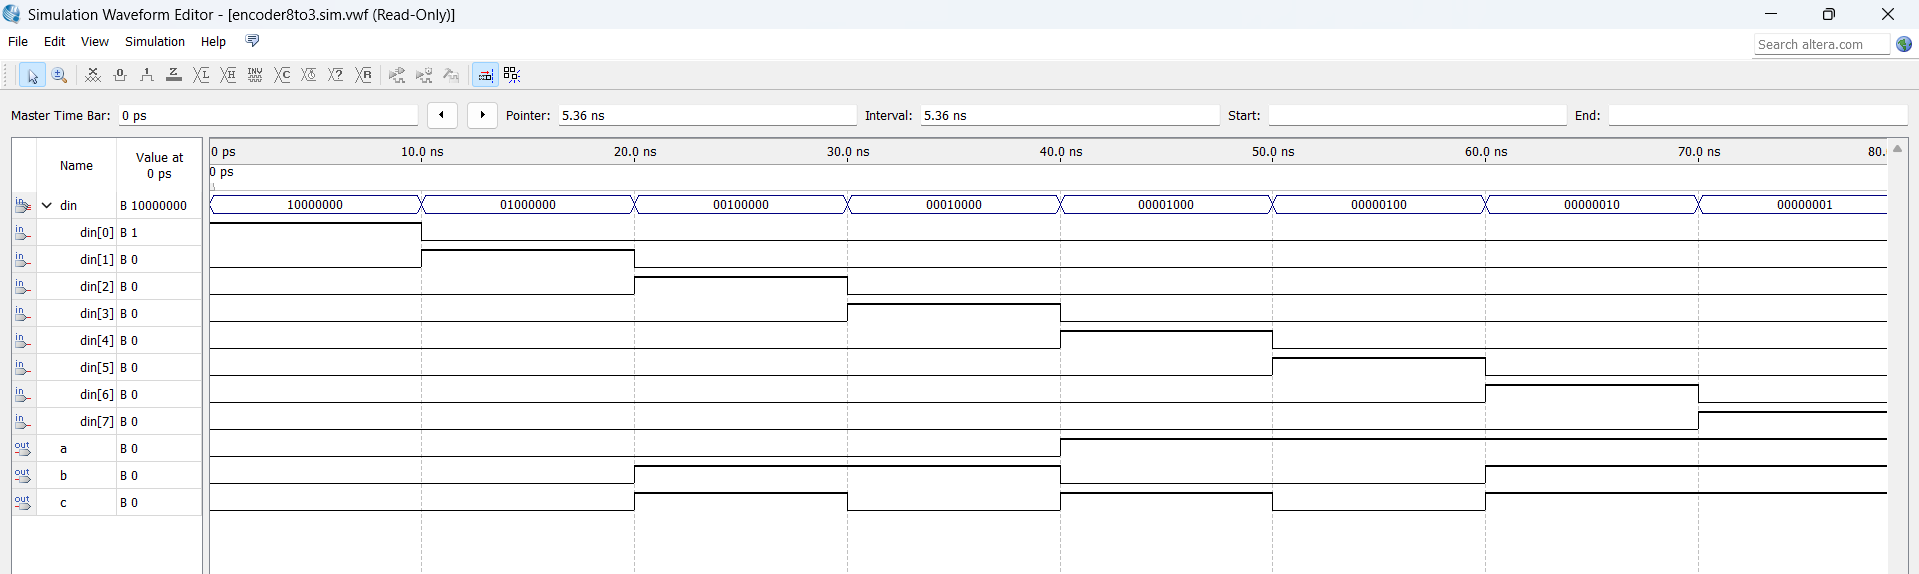 Simulation Waveform Editor - [encoder8to3.sim.vwf (Read-Only)]
File Edit View Simulation Help
Search altera.com
Master Time Bar: 0 ps Pointer: 5.36 ns Interval: 5.36 ns Start: End:
Name Value at 0 ps
0 ps 10.0 ns 20.0 ns 30.0 ns 40.0 ns 50.0 ns 60.0 ns 70.0 ns 80.
0 ps
din B 10000000 10000000 01000000 00100000 00010000 00001000 00000100 00000010 00000001
din[0] B 1
din[1] B 0
din[2] B 0
din[3] B 0
din[4] B 0
din[5] B 0
din[6] B 0
din[7] B 0
a B 0
b B 0
c B 0